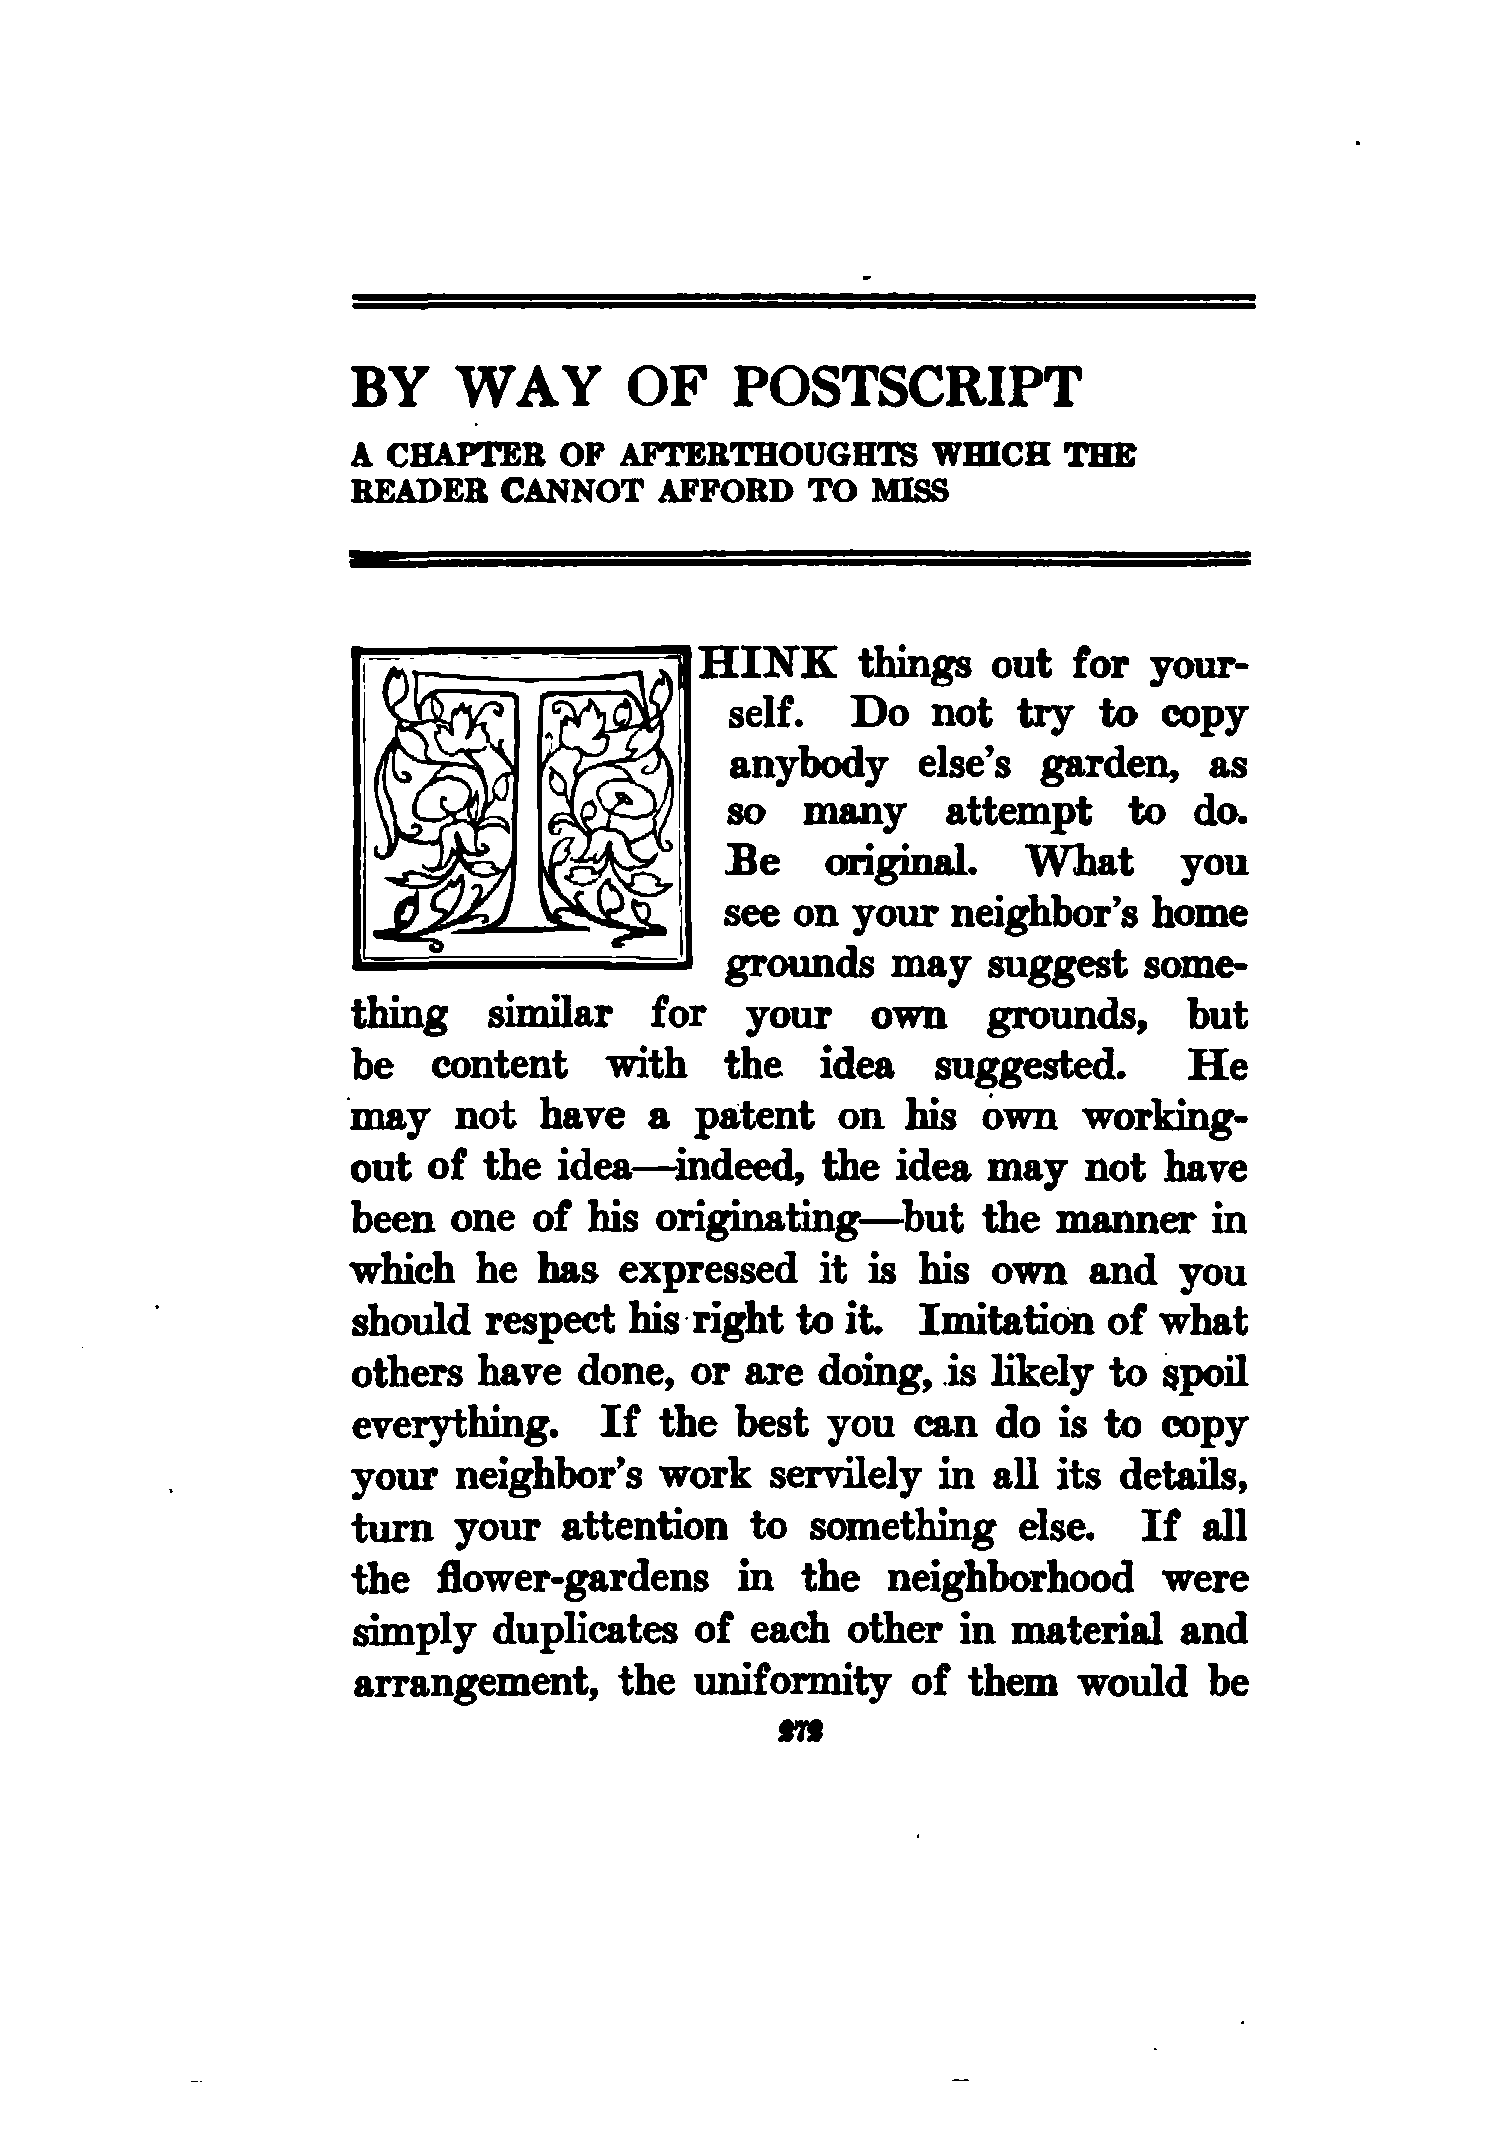 BY WAY OF POSTSCRIPT
A CHAPTER OF AFTERTHOUGHTS WHICH THE
READER CANNOT AFFORD TO MISS
THINK things out for your-
self. Do not try to copy
anybody else's garden, as
so many attempt to do.
Be original. What you
see on your neighbor's home
grounds may suggest some-
thing similar for your own grounds, but
be content with the idea suggested. He
may not have a patent on his own working-
out of the idea—indeed, the idea may not have
been one of his originating—but the manner in
which he has expressed it is his own and you
should respect his right to it. Imitation of what
others have done, or are doing, is likely to spoil
everything. If the best you can do is to copy
your neighbor's work servilely in all its details,
turn your attention to something else. If all
the flower-gardens in the neighborhood were
simply duplicates of each other in material and
arrangement, the uniformity of them would be
272